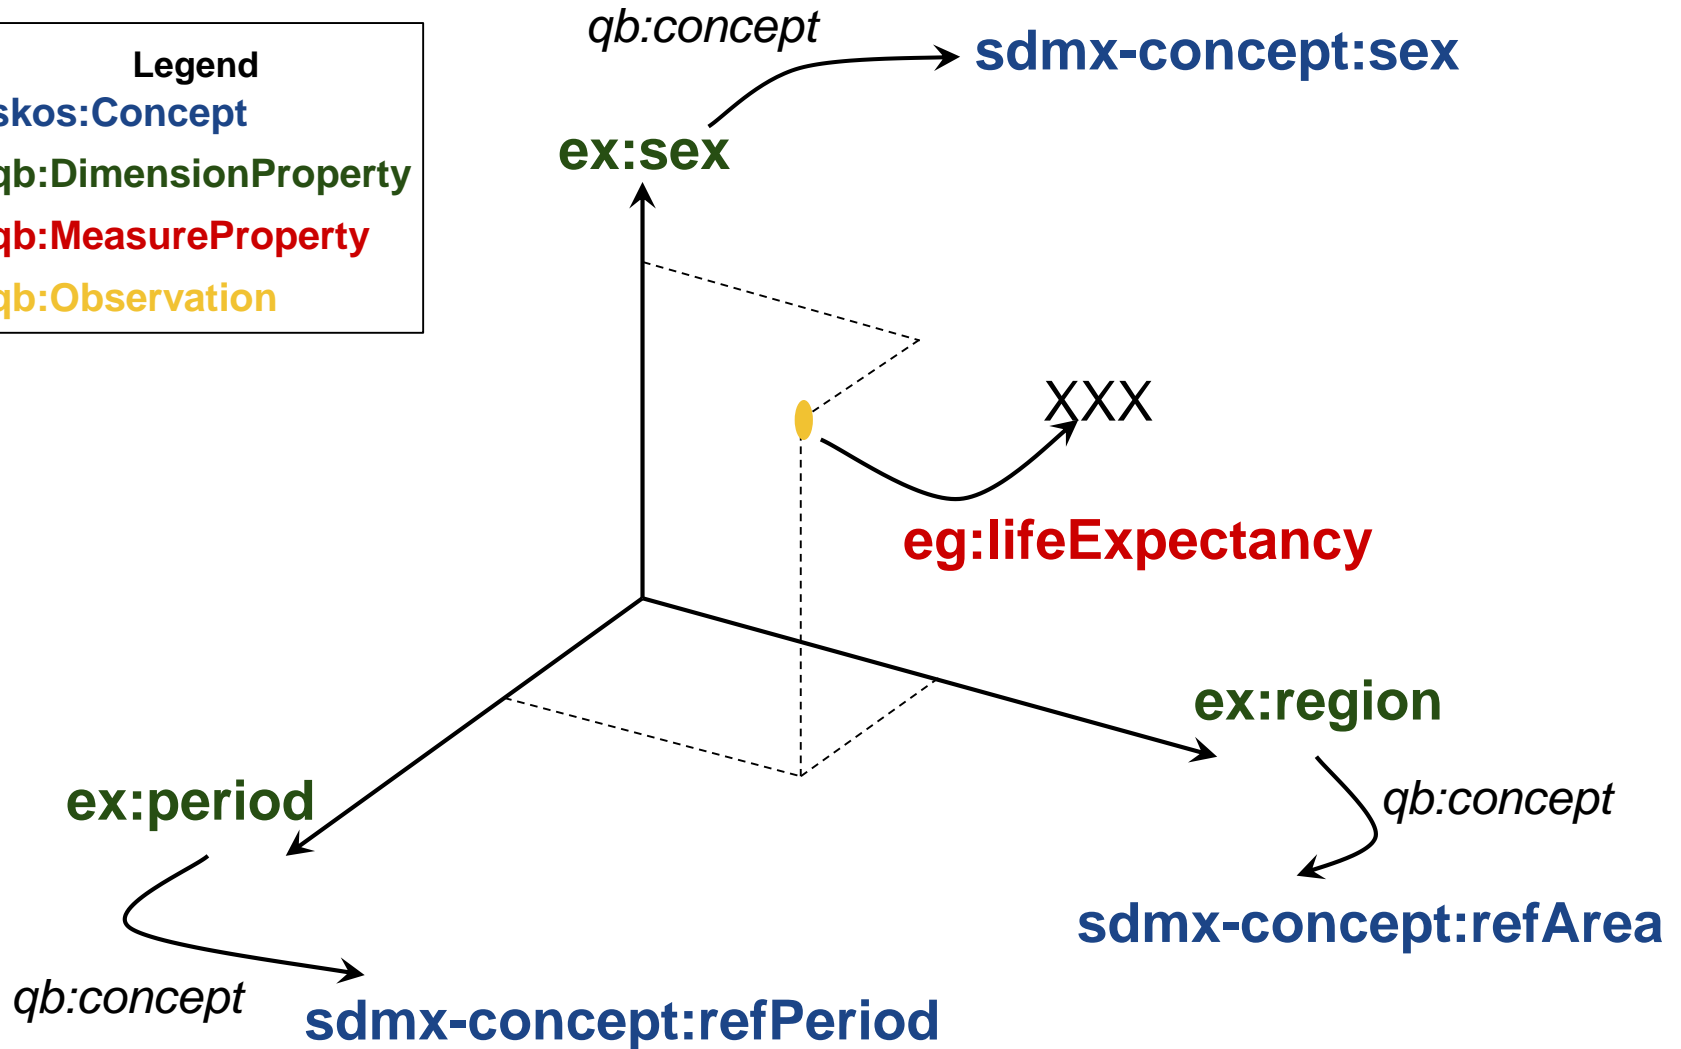 qb:concept
sdmx-concept:sex
Legend
skos:Concept
qb:DimensionProperty
qb:MeasureProperty
qb:Observation
ex:sex
XXX
eg:lifeExpectancy
ex:region
ex:period
qb:concept
sdmx-concept:refArea
qb:concept
sdmx-concept:refPeriod